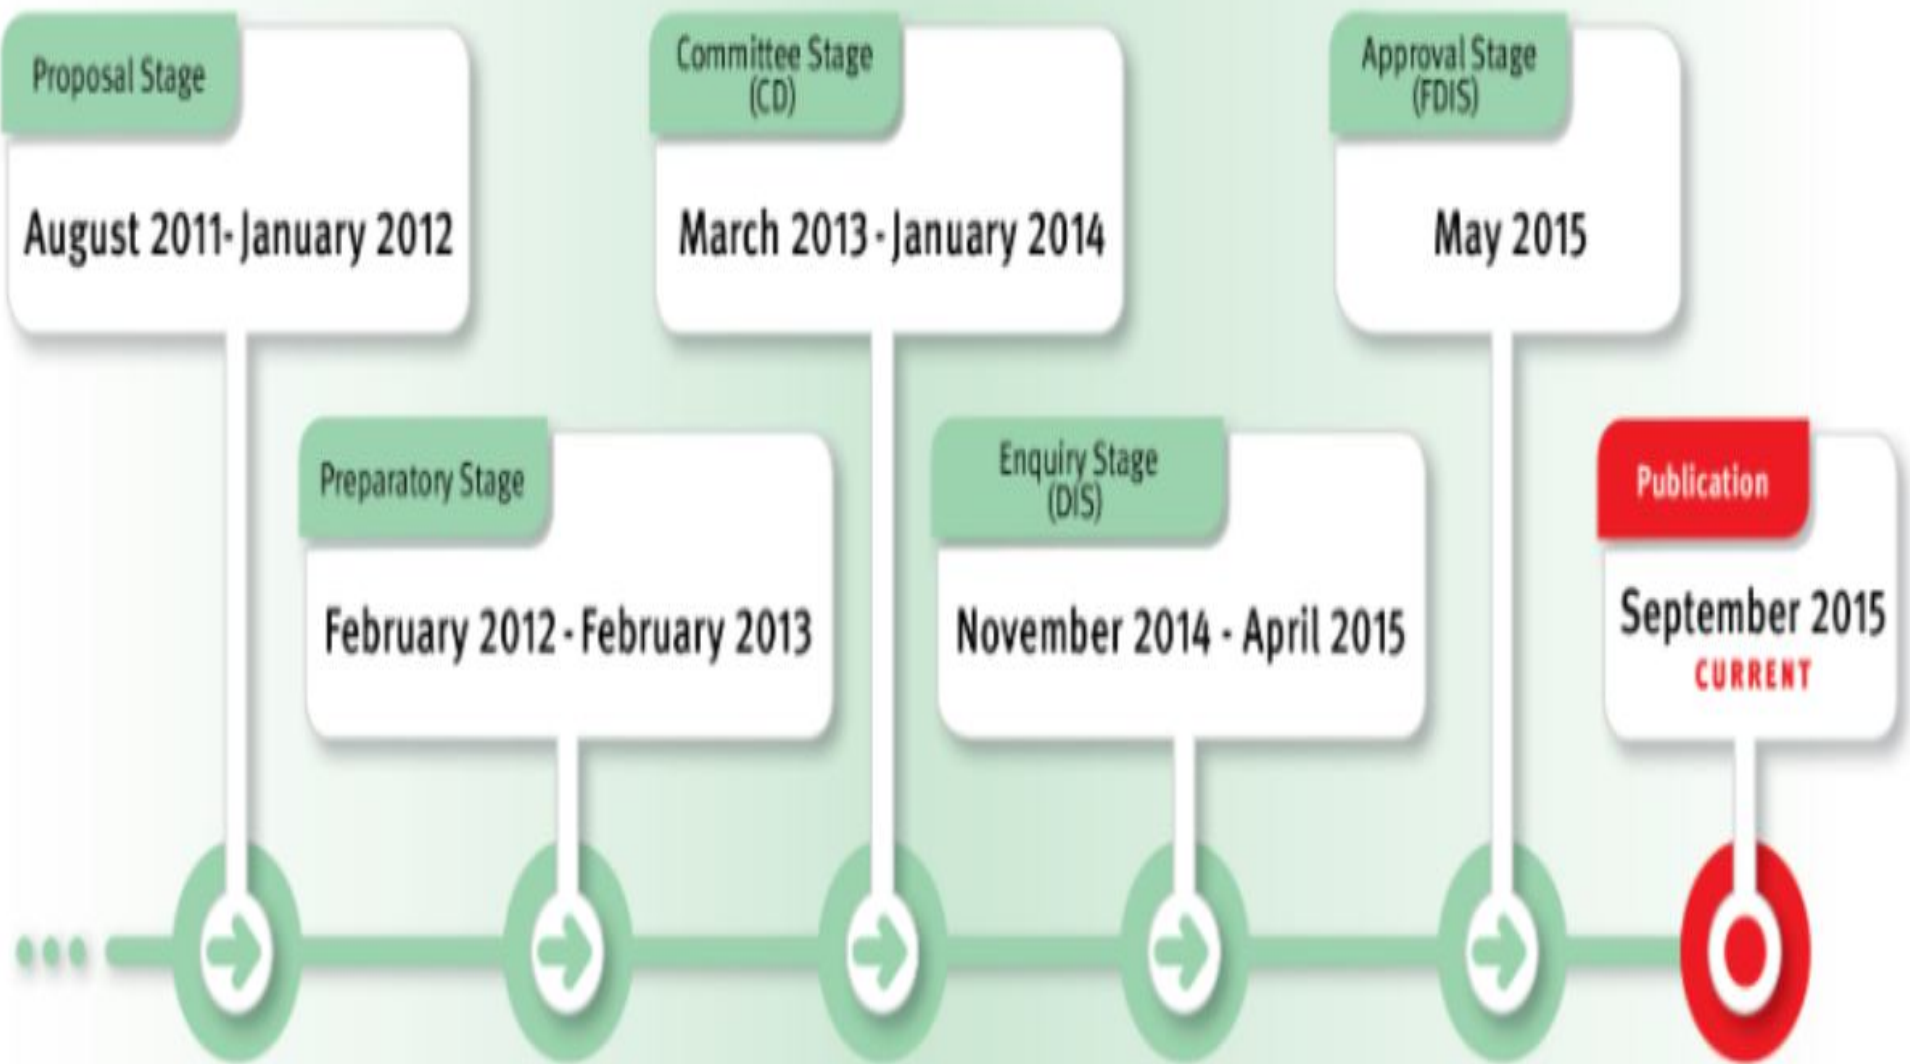 Proposal Stage
August 2011-January 2012
Preparatory Stage
February 2012-February 2013
Committee Stage
(CD)
March 2013-January 2014
Enquiry Stage
(DIS)
November 2014 - April 2015
Approval Stage
(FDIS)
May 2015
Publication
September 2015
CURRENT